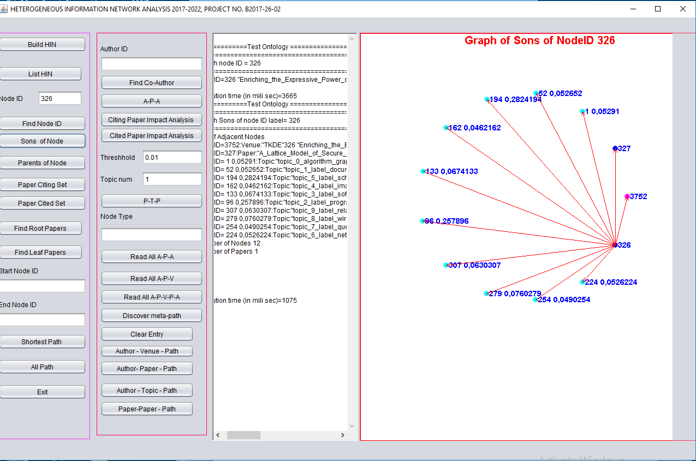 HETEROGENEOUS INFORMATION NETWORK ANALYSIS 2017-2022, PROJECT NO. B2017-26-02
Build HIN
List HIN
Node ID
326
Find Node ID
Sons of Node
Parents of Node
Paper Citing Set
Paper Cited Set
Find Root Papers
Find Leaf Papers
Start Node ID
End Node ID
Shortest Path
All Path
Exit
Author ID
Find Co-Author
A-P-A
Citing Paper Impact Analysis
Cited Paper Impact Analysis
Threshhold
0.01
Topic num
1
P-T-P
Node Type
Read All A-P-A
Read All A-P-V
Read All A-P-V-P-A
Discover meta-path
Clear Entry
Author - Venue - Path
Author- Paper - Path
Author - Topic - Path
Paper-Paper - Path
=========Test Ontology =================
h node ID = 326
ID=326 "Enriching_the_Expressive_Power_
ution time (in mili sec)=3665
=========Test Ontology =================
h Sons of node ID label= 326
of Adjacent Nodes
ID=3752:Venue:"TKDE"326 "Enriching_the_E
ID=327:Paper:"A_Lattice_Model_of_Secure_
ID= 1 0,05291:Topic:"topic_0_algorithm_grap
ID= 52 0,052652:Topic:"topic_1_label_docur
ID= 194 0,2824194:Topic:"topic_5_label_sch
ID= 162 0,0462162:Topic:"topic_4_label_ima
ID= 133 0,0674133:Topic:"topic_3_label_sof
ID= 96 0,257896:Topic:"topic_2_label_progra
ID= 307 0,0630307:Topic:"topic_9_label_rela
ID= 279 0,0760279:Topic:"topic_8_label_wir
ID= 254 0,0490254:Topic:"topic_7_label_que
ID= 224 0,0526224:Topic:"topic_6_label_net
per of Nodes 12
per of Papers 1
ution time (in mili sec)=1075
Graph of Sons of NodeID 326
52 0,052652
194 0,2824194
1 0,05291
162 0,0462162
327
133 0,0674133
3752
96 0,257896
326
307 0,0630307
224 0,0526224
279 0,0760279
254 0,0490254